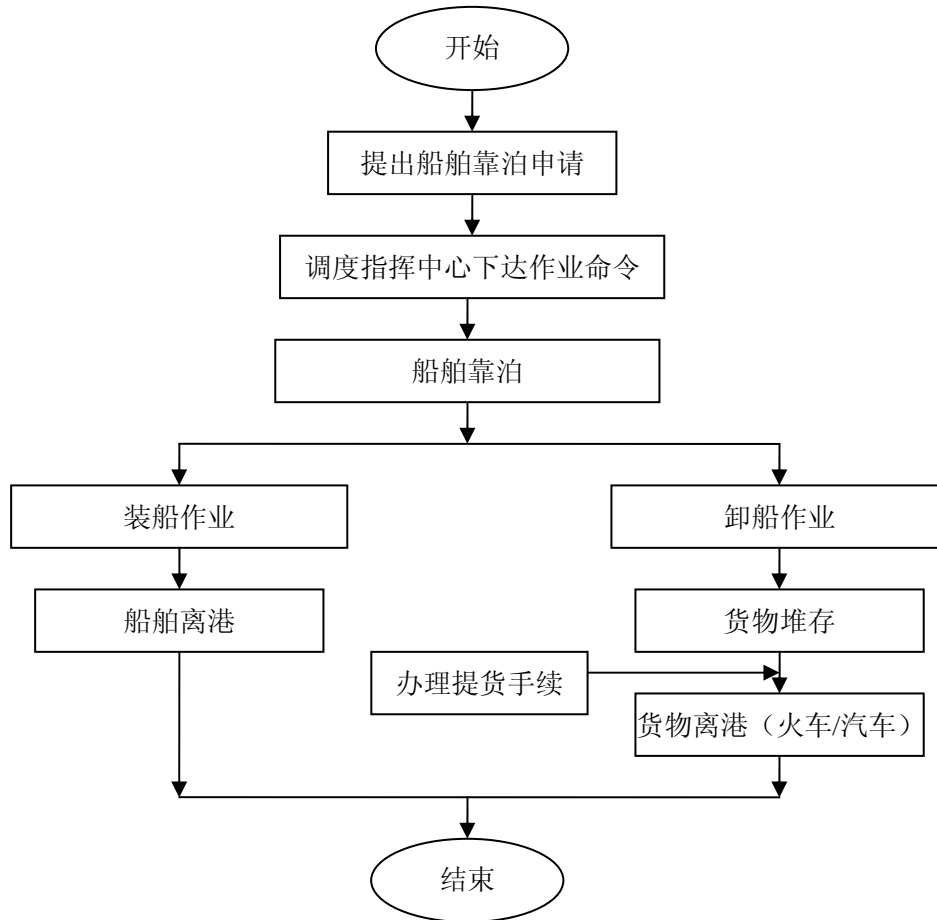 开始
提出船舶靠泊申请
调度指挥中心下达作业命令
船舶靠泊
装船作业
卸船作业
船舶离港
货物堆存
办理提货手续
货物离港（火车/汽车）
结束